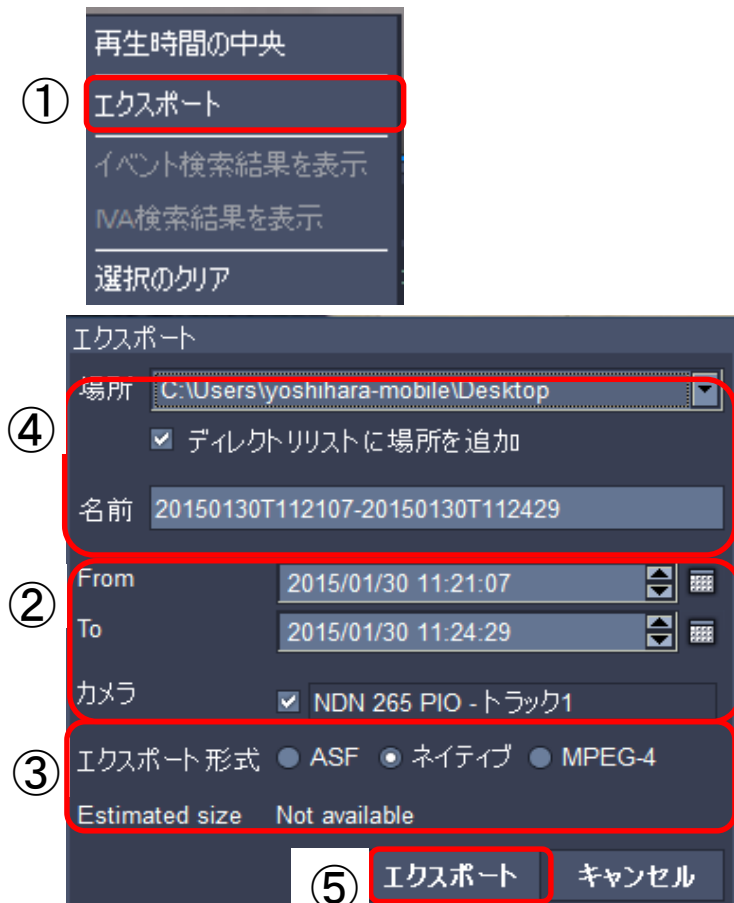 再生時間の中央
① エクスポート
イベント検索結果を表示
IVA検索結果を表示
選択のクリア
エクスポート
場所 C:\Users\yoshihara-mobile\Desktop
④
ディレクトリリストに場所を追加
名前 20150130T112107-20150130T112429
From 2015/01/30 11:21:07
②
To 2015/01/30 11:24:29
カメラ NDN 265 PIO - トラック1
③ エクスポート形式 ASF ネイティブ MPEG-4
Estimated size Not available
⑤ エクスポート キャンセル